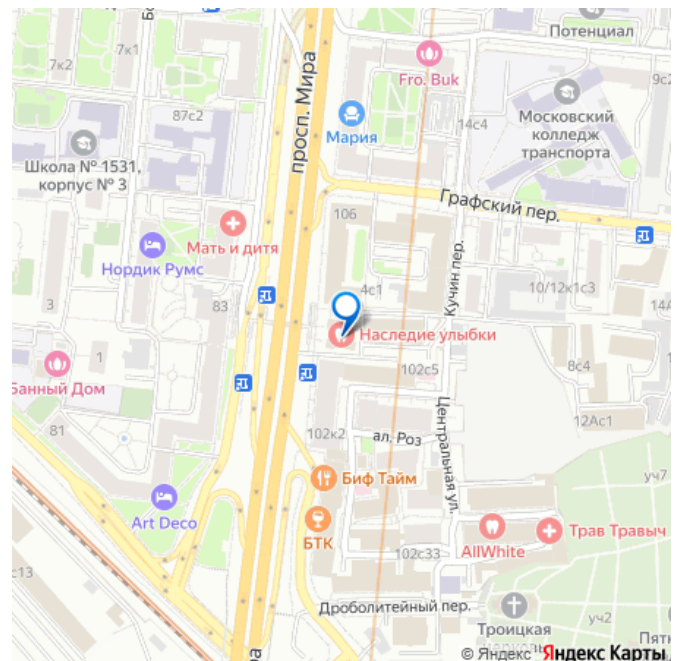 Потенциал
7к1
7к2
Fro. Buk
9с2
просп. Мира
87с2
Мария
14с4
Московский
колледж
транспорта
Школа № 1531,
корпус № 3
Графский пер.
106
Мать и дитя
Нордик Румс
Кучин пер.
4с1
10/12к1с3
14А
3
83
Наследие улыбки
1
8с4
102с5
Банный Дом
Центральная ул.
12Ас1
81
102к2
ал. Роз
Биф Тайм
уч7
Art Deco
БТК
AllWhite
Трав Травыч
102с33
с13
Дроболитейный пер.
Троицкая
уч2
© Яндекс Яндекс Карты